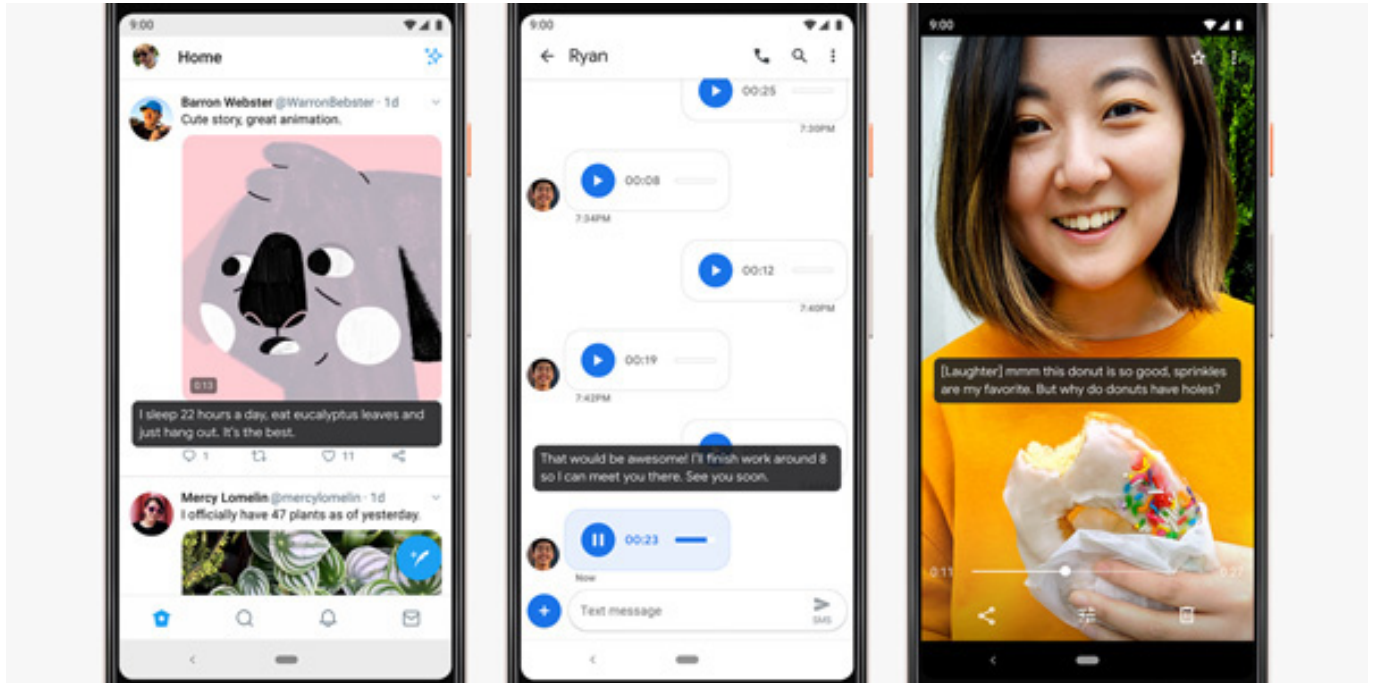 9:00
Home
Barron Webster @WarronBebster · 1d
Cute story, great animation.
0:13
I sleep 22 hours a day, eat eucalyptus leaves and
just hang out. It's the best.
1
11
Mercy Lomelin @mercylomelin · 1d
I officially have 47 plants as of yesterday.
9:00
Ryan
00:25
7:30PM
00:08
7:34PM
00:12
7:40PM
00:19
7:42PM
That would be awesome! I'll finish work around 8
so I can meet you there. See you soon.
00:23
Now
Text message
SMS
9:00
[Laughter] mmm this donut is so good, sprinkles
are my favorite. But why do donuts have holes?
0:11
0:27